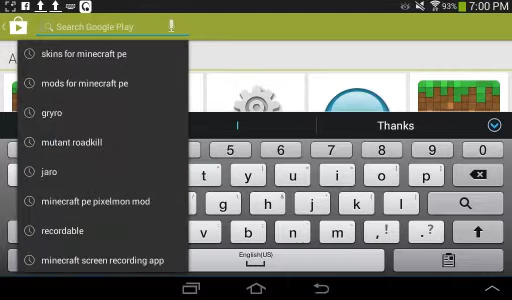 93% 7:00 PM
Search Google Play
A
skins for minecraft pe
mods for minecraft pe
gryro
mutant roadkill
jaro
minecraft pe pixelmon mod
recordable
minecraft screen recording app
I Thanks
5 6 7 8 9 0
t y u i o p
g h j k l
v b n m , ! . ?
English(US)